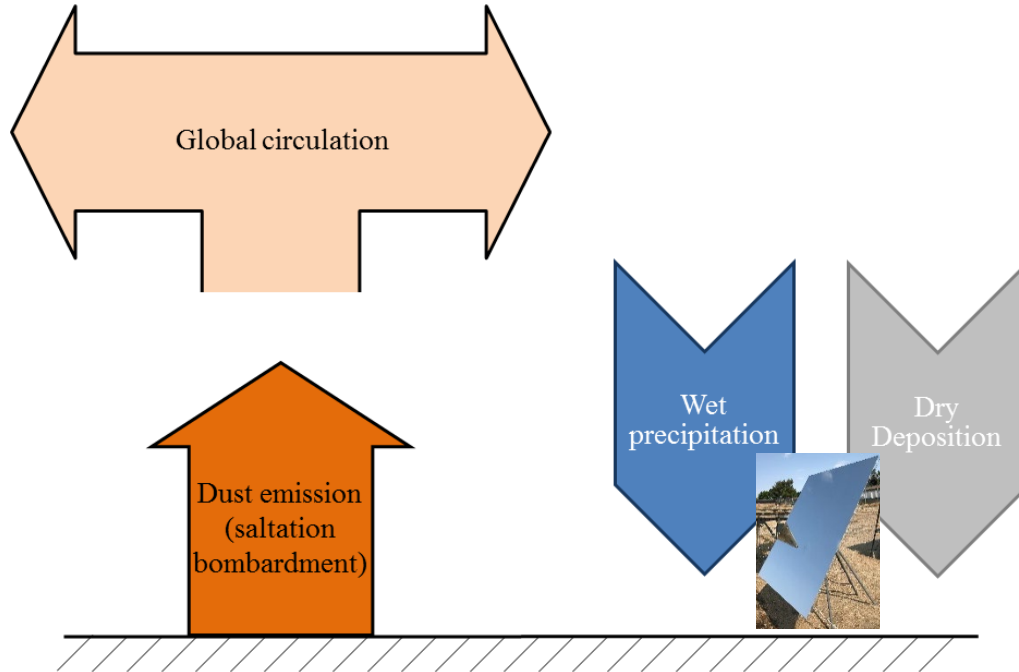 Global circulation
Wet
precipitation
Dry
Deposition
Dust emission
(saltation
bombardment)